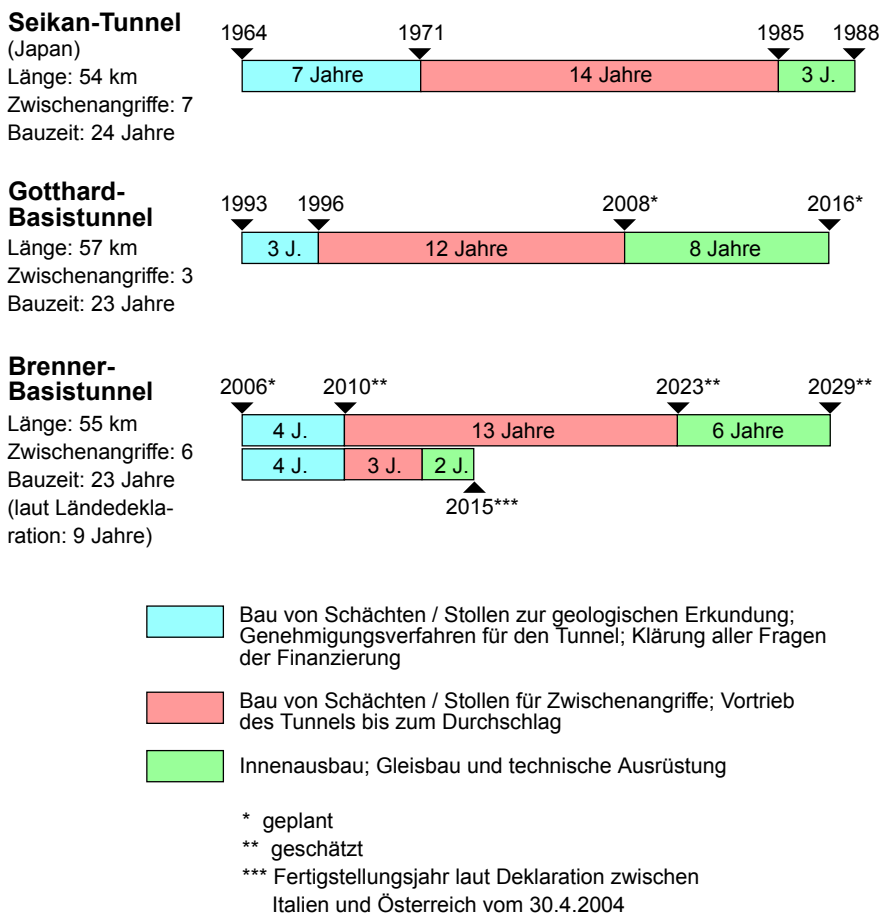 Seikan-Tunnel
(Japan)
Länge: 54 km
Zwischenangriffe: 7
Bauzeit: 24 Jahre
1964 1971 1985 1988
7 Jahre 14 Jahre 3 J.
Gotthard-
Basistunnel
Länge: 57 km
Zwischenangriffe: 3
Bauzeit: 23 Jahre
1993 1996 2008* 2016*
3 J. 12 Jahre 8 Jahre
Brenner-
Basistunnel
Länge: 55 km
Zwischenangriffe: 6
Bauzeit: 23 Jahre
(laut Ländedekla-
ration: 9 Jahre)
2006* 2010** 2023** 2029**
4 J. 13 Jahre 6 Jahre
4 J. 3 J. 2 J.
2015***
Bau von Schächten / Stollen zur geologischen Erkundung;
Genehmigungsverfahren für den Tunnel; Klärung aller Fragen
der Finanzierung
Bau von Schächten / Stollen für Zwischenangriffe; Vortrieb
des Tunnels bis zum Durchschlag
Innenausbau; Gleisbau und technische Ausrüstung
* geplant
** geschätzt
*** Fertigstellungsjahr laut Deklaration zwischen
Italien und Österreich vom 30.4.2004